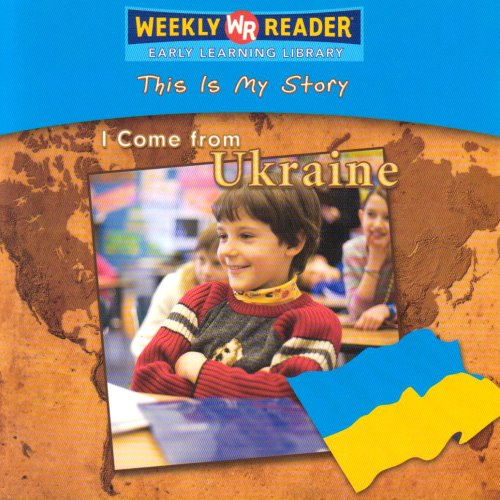 WEEKLY WR READER®
EARLY LEARNING LIBRARY
This Is My Story
I Come from
Ukraine